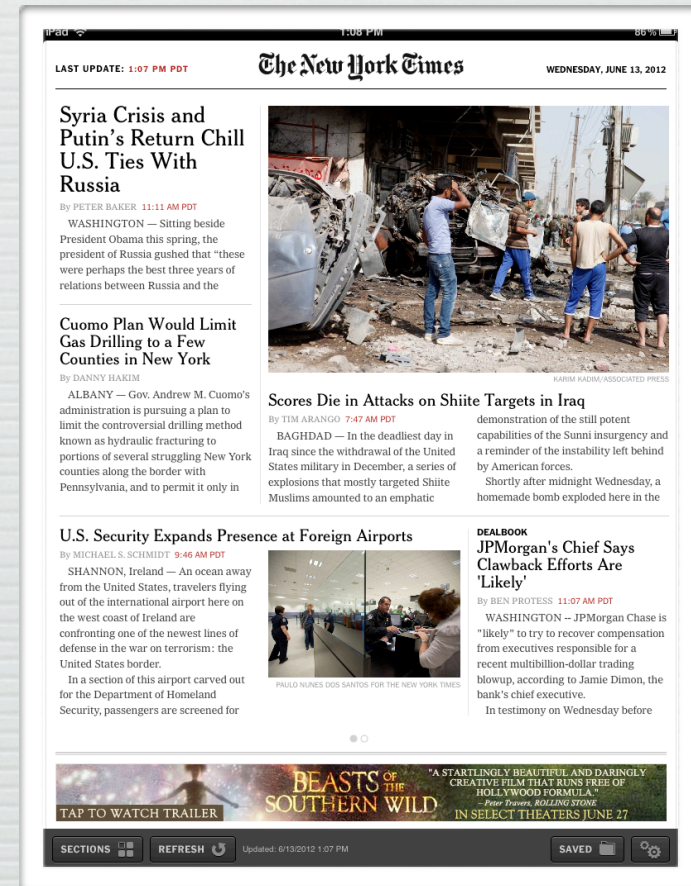 iPad 1:08 PM 86%
LAST UPDATE: 1:07 PM PDT
The New York Times
WEDNESDAY, JUNE 13, 2012
Syria Crisis and
Putin’s Return Chill
U.S. Ties With
Russia
By PETER BAKER 11:11 AM PDT
WASHINGTON — Sitting beside
President Obama this spring, the
president of Russia gushed that “these
were perhaps the best three years of
relations between Russia and the
Cuomo Plan Would Limit
Gas Drilling to a Few
Counties in New York
By DANNY HAKIM
ALBANY — Gov. Andrew M. Cuomo’s
administration is pursuing a plan to
limit the controversial drilling method
known as hydraulic fracturing to
portions of several struggling New York
counties along the border with
Pennsylvania, and to permit it only in
KARIM KADIM/ASSOCIATED PRESS
Scores Die in Attacks on Shiite Targets in Iraq
By TIM ARANGO 7:47 AM PDT
BAGHDAD — In the deadliest day in
Iraq since the withdrawal of the United
States military in December, a series of
explosions that mostly targeted Shiite
Muslims amounted to an emphatic
demonstration of the still potent
capabilities of the Sunni insurgency and
a reminder of the instability left behind
by American forces.
Shortly after midnight Wednesday, a
homemade bomb exploded here in the
U.S. Security Expands Presence at Foreign Airports
By MICHAEL S. SCHMIDT 9:46 AM PDT
SHANNON, Ireland — An ocean away
from the United States, travelers flying
out of the international airport here on
the west coast of Ireland are
confronting one of the newest lines of
defense in the war on terrorism: the
United States border.
In a section of this airport carved out
for the Department of Homeland
Security, passengers are screened for
PAULO NUNES DOS SANTOS FOR THE NEW YORK TIMES
DEALBOOK
JPMorgan's Chief Says
Clawback Efforts Are
'Likely'
By BEN PROTESS 11:07 AM PDT
WASHINGTON -- JPMorgan Chase is
"likely" to try to recover compensation
from executives responsible for a
recent multibillion-dollar trading
blowup, according to Jamie Dimon, the
bank's chief executive.
In testimony on Wednesday before
TAP TO WATCH TRAILER
BEASTS OF THE
SOUTHERN WILD
"A STARTLINGLY BEAUTIFUL AND DARINGLY
CREATIVE FILM THAT RUNS FREE OF
HOLLYWOOD FORMULA."
– Peter Travers, ROLLING STONE
IN SELECT THEATERS JUNE 27
SECTIONS
REFRESH
Updated: 6/13/2012 1:07 PM
SAVED